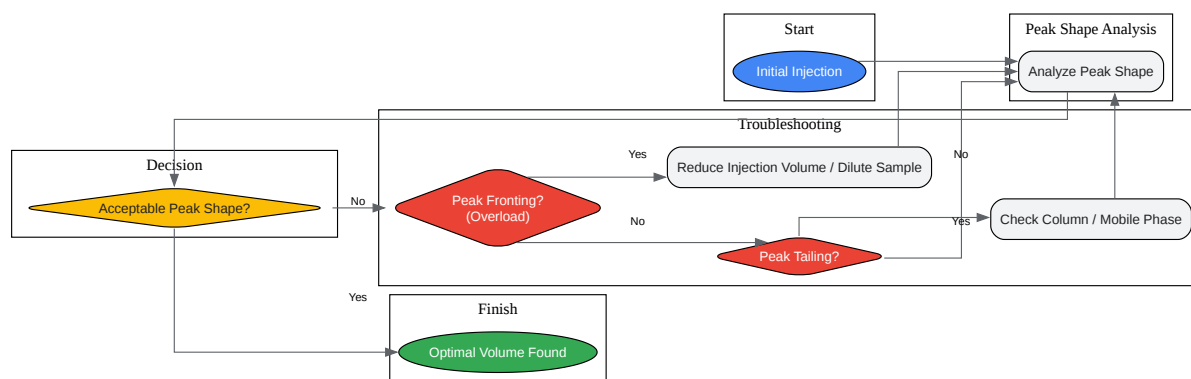 Start
Initial Injection
Peak Shape Analysis
Analyze Peak Shape
Troubleshooting
Decision
Acceptable Peak Shape?
No
Peak Fronting?
(Overload)
Yes
Reduce Injection Volume / Dilute Sample
No
No
Peak Tailing?
Yes
Check Column / Mobile Phase
Yes
Finish
Optimal Volume Found